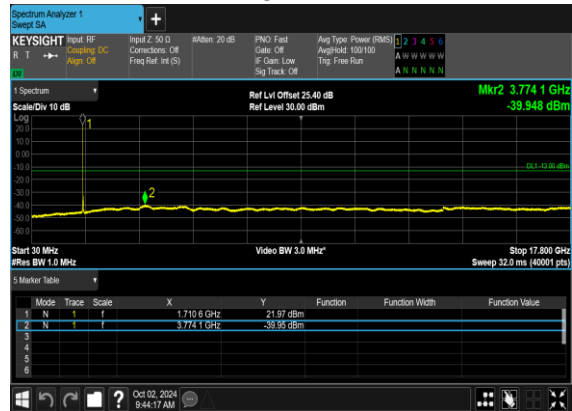 Spectrum Analyzer 1
Swept SA
KEYSIGHT Input: RF Input Z: 50 Ω #Atten: 20 dB PNO: Fast Avg Type: Power (RMS) 1 2 3 4 5 6
R T Coupling: DC Corrections: Off Gate: Off Avg|Hold: 100/100 A W W W W W
Align: Off Freq Ref: Int (S) IF Gain: Low Trig: Free Run
Sig Track: Off A N N N N N
1 Spectrum Ref Lvl Offset 25.40 dB Mkr2 3.774 1 GHz
Scale/Div 10 dB Ref Level 30.00 dBm -39.948 dBm
Log
20.0
10.0
0.00
-10.0
-20.0
-30.0
-40.0
-50.0
-60.0
1
2
DL1 -13.00 dBm
Start 30 MHz Video BW 3.0 MHz* Stop 17.800 GHz
#Res BW 1.0 MHz Sweep 32.0 ms (40001 pts)
5 Marker Table
Mode Trace Scale X Y Function Function Width Function Value
1 N 1 f 1.710 6 GHz 21.97 dBm
2 N 1 f 3.774 1 GHz -39.95 dBm
3
4
5
6
? Oct 02, 2024
9:44:17 AM